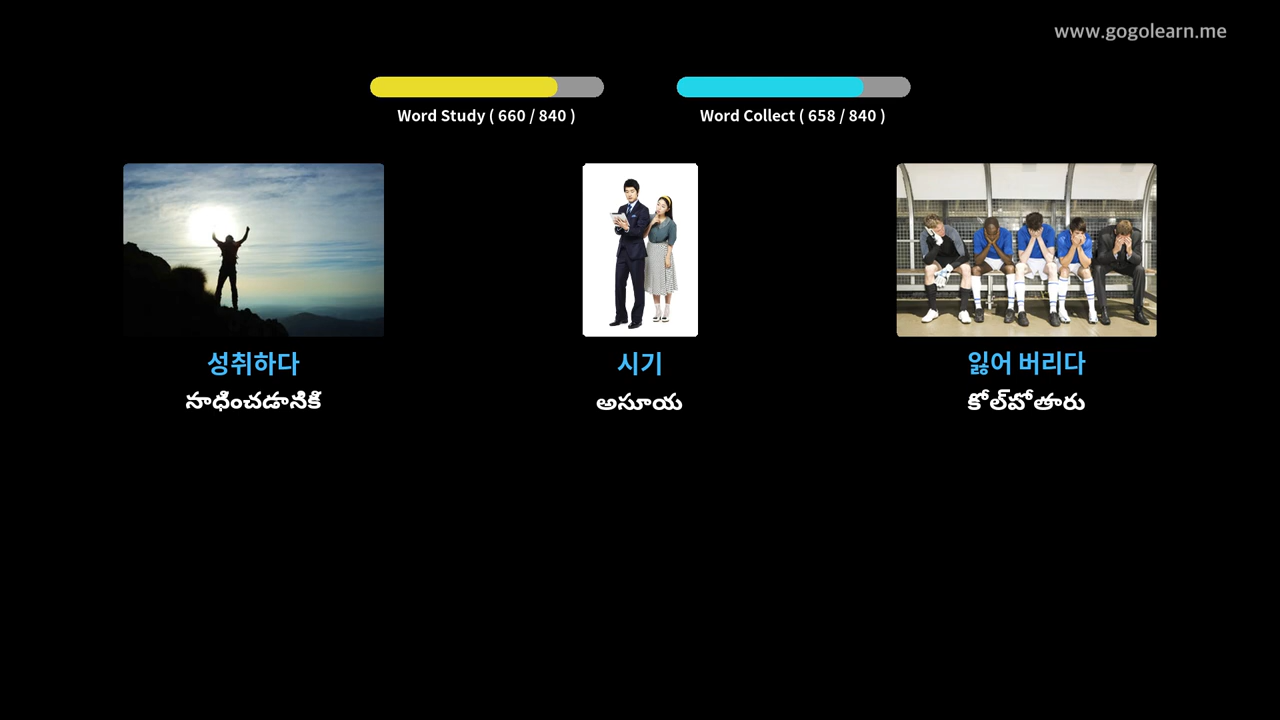 www.gogolearn.me
Word Study ( 660 / 840 )
Word Collect ( 658 / 840 )
성취하다
సాధించడానికి
시기
అసూయ
잃어 버리다
కోల్పోతారు